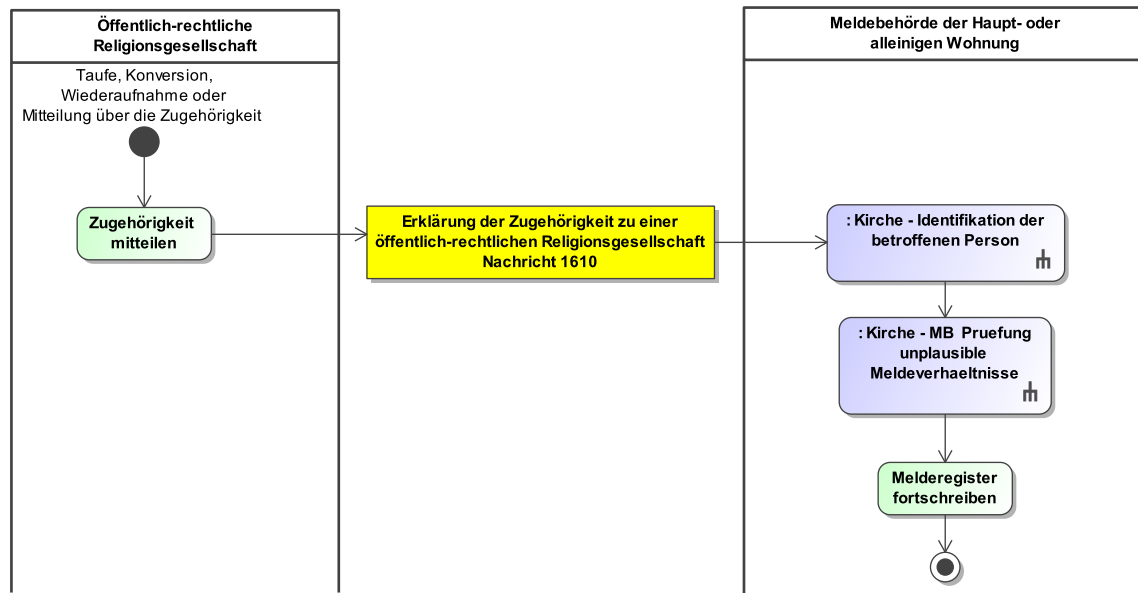 Öffentlich-rechtliche
Religionsgesellschaft
Meldebehörde der Haupt- oder
alleinigen Wohnung
Taufe, Konversion,
Wiederaufnahme oder
Mitteilung über die Zugehörigkeit
Zugehörigkeit
mitteilen
Erklärung der Zugehörigkeit zu einer
öffentlich-rechtlichen Religionsgesellschaft
Nachricht 1610
: Kirche - Identifikation der
betroffenen Person
: Kirche - MB  Pruefung
unplausible
Meldeverhaeltnisse
Melderegister
fortschreiben